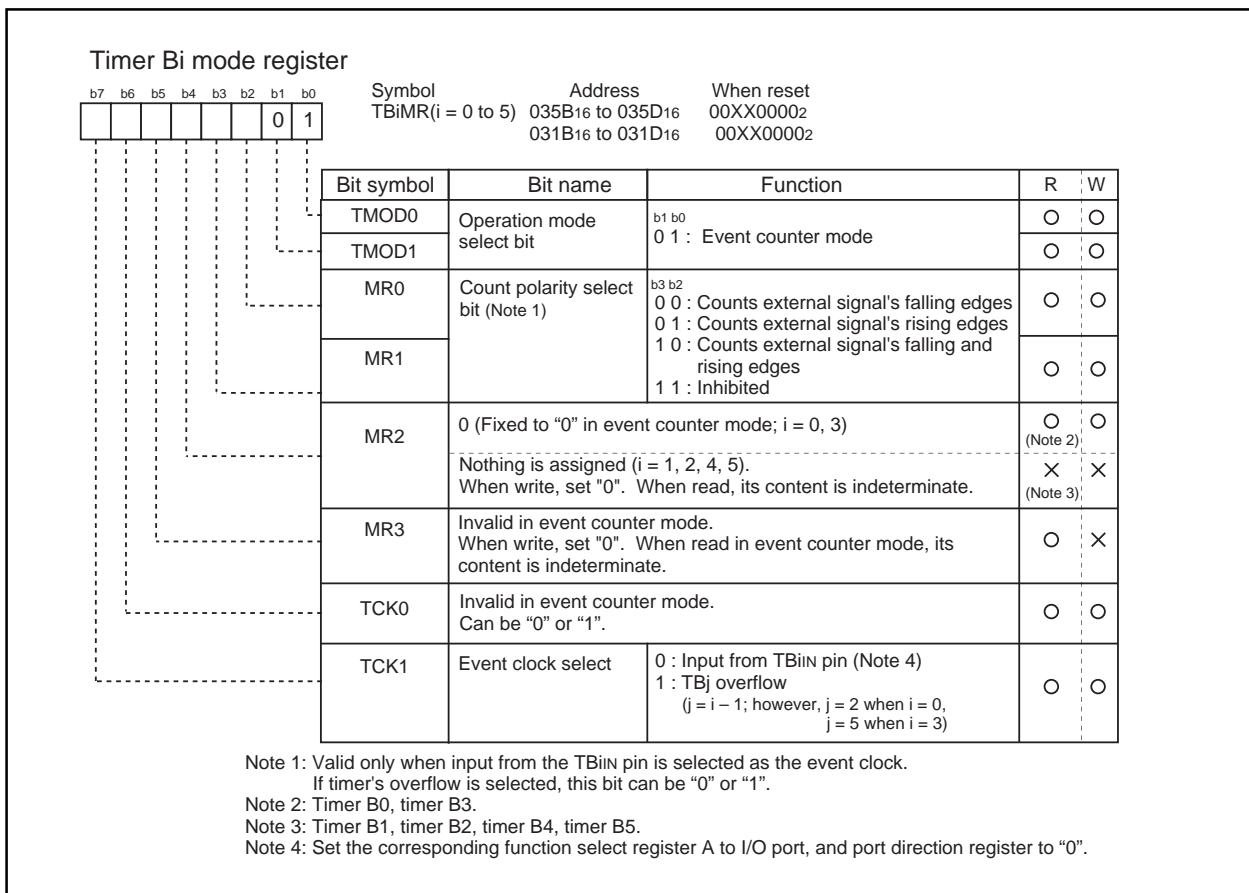 Timer Bi mode register
b7 b6 b5 b4 b3 b2 b1 b0
0 1
Symbol Address When reset
TBiMR(i = 0 to 5) 035B16 to 035D16 00XX00002
031B16 to 031D16 00XX00002
Bit symbol Bit name Function R W
TMOD0
TMOD1
Operation mode
select bit
b1 b0
0 1 : Event counter mode
MR0
MR1
Count polarity select
bit (Note 1)
b3 b2
0 0 : Counts external signal's falling edges
0 1 : Counts external signal's rising edges
1 0 : Counts external signal's falling and
rising edges
1 1 : Inhibited
MR2
0 (Fixed to “0” in event counter mode; i = 0, 3)
(Note 2)
Nothing is assigned (i = 1, 2, 4, 5).
When write, set "0". When read, its content is indeterminate.
(Note 3)
MR3
Invalid in event counter mode.
When write, set "0". When read in event counter mode, its
content is indeterminate.
TCK0
Invalid in event counter mode.
Can be “0” or “1”.
TCK1
Event clock select
0 : Input from TBiIN pin (Note 4)
1 : TBj overflow
(j = i – 1; however, j = 2 when i = 0,
j = 5 when i = 3)
Note 1: Valid only when input from the TBiIN pin is selected as the event clock.
If timer's overflow is selected, this bit can be “0” or “1”.
Note 2: Timer B0, timer B3.
Note 3: Timer B1, timer B2, timer B4, timer B5.
Note 4: Set the corresponding function select register A to I/O port, and port direction register to “0”.